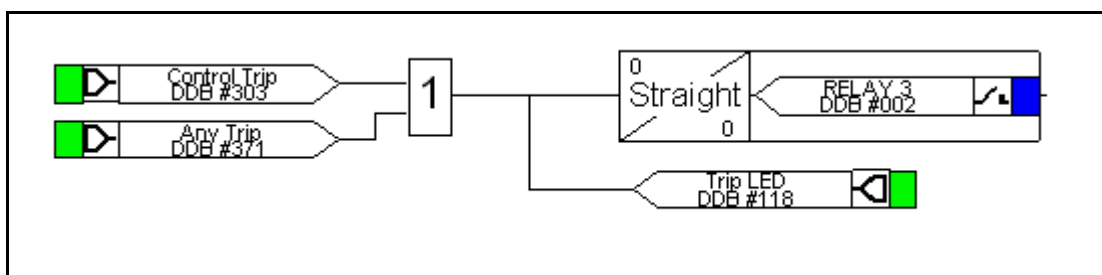 Control Trip
DDB #303
Any Trip
DDB #371
1
0
Straight
0
RELAY 3
DDB #002
Trip LED
DDB #118